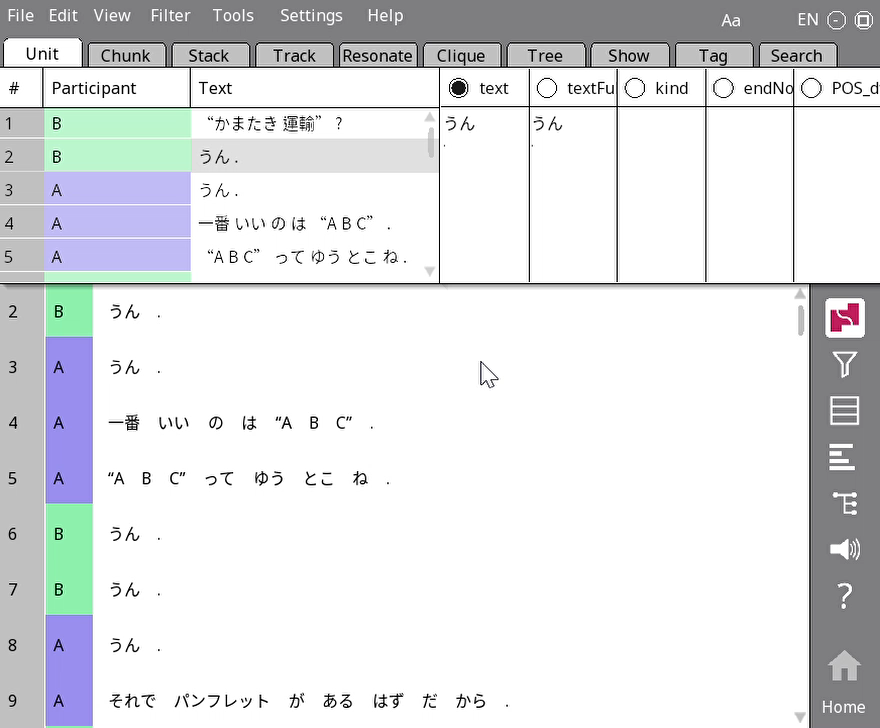 File Edit View Filter Tools Settings Help Aa EN
Unit Chunk Stack Track Resonate Clique Tree Show Tag Search
# Participant Text text textFu kind endNo POS_d
1 B “かまたき 運輸” ? うん うん
2 B うん . . .
3 A うん .
4 A 一番 いい の は “A B C” .
5 A “A B C” って ゆう とこ ね .
2 B うん .
3 A うん .
4 A 一番 いい の は “A B C” .
5 A “A B C” って ゆう とこ ね .
6 B うん .
7 B うん .
8 A うん .
9 A それで パンフレット が ある はず だ から .
?
Home